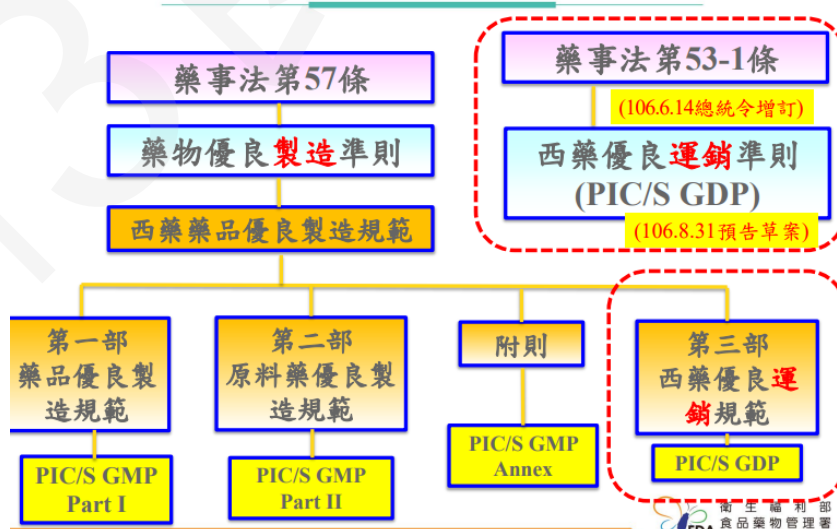 藥事法第57條
藥物優良製造準則
西藥藥品優良製造規範
藥事法第53-1條
(106.6.14總統令增訂)
西藥優良運銷準則
(PIC/S GDP)
(106.8.31預告草案)
第一部
藥品優良製
造規範
PIC/S GMP
Part I
第二部
原料藥優良製
造規範
PIC/S GMP
Part II
附則
PIC/S GMP
Annex
第三部
西藥優良運
銷規範
PIC/S GDP
衛生福利部
食品藥物管理署